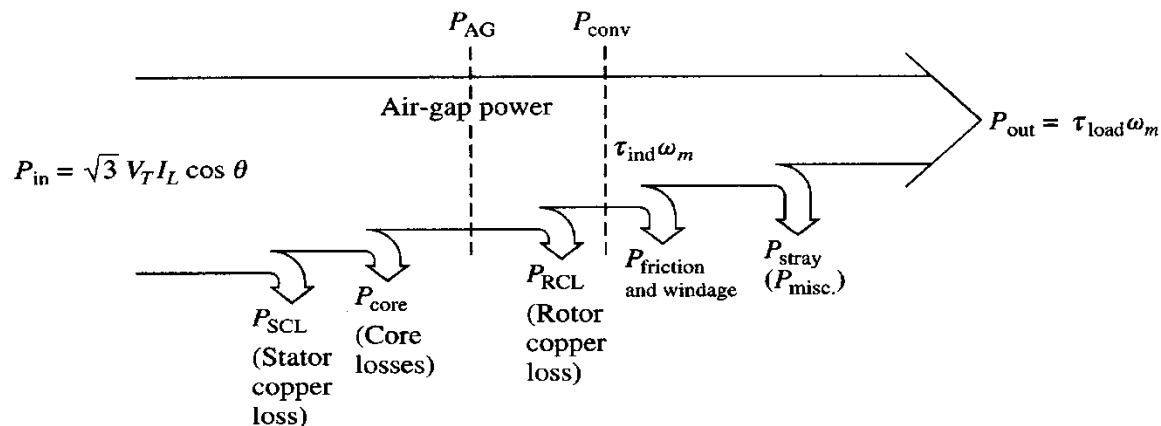 P_AG
P_conv
Air-gap power
P_out = τ_load ω_m
τ_ind ω_m
P_in = √3 V_T I_L cos θ
P_SCL
(Stator
copper
loss)
P_core
(Core
losses)
P_RCL
(Rotor
copper
loss)
P_friction
and windage
P_stray
(P_misc.)